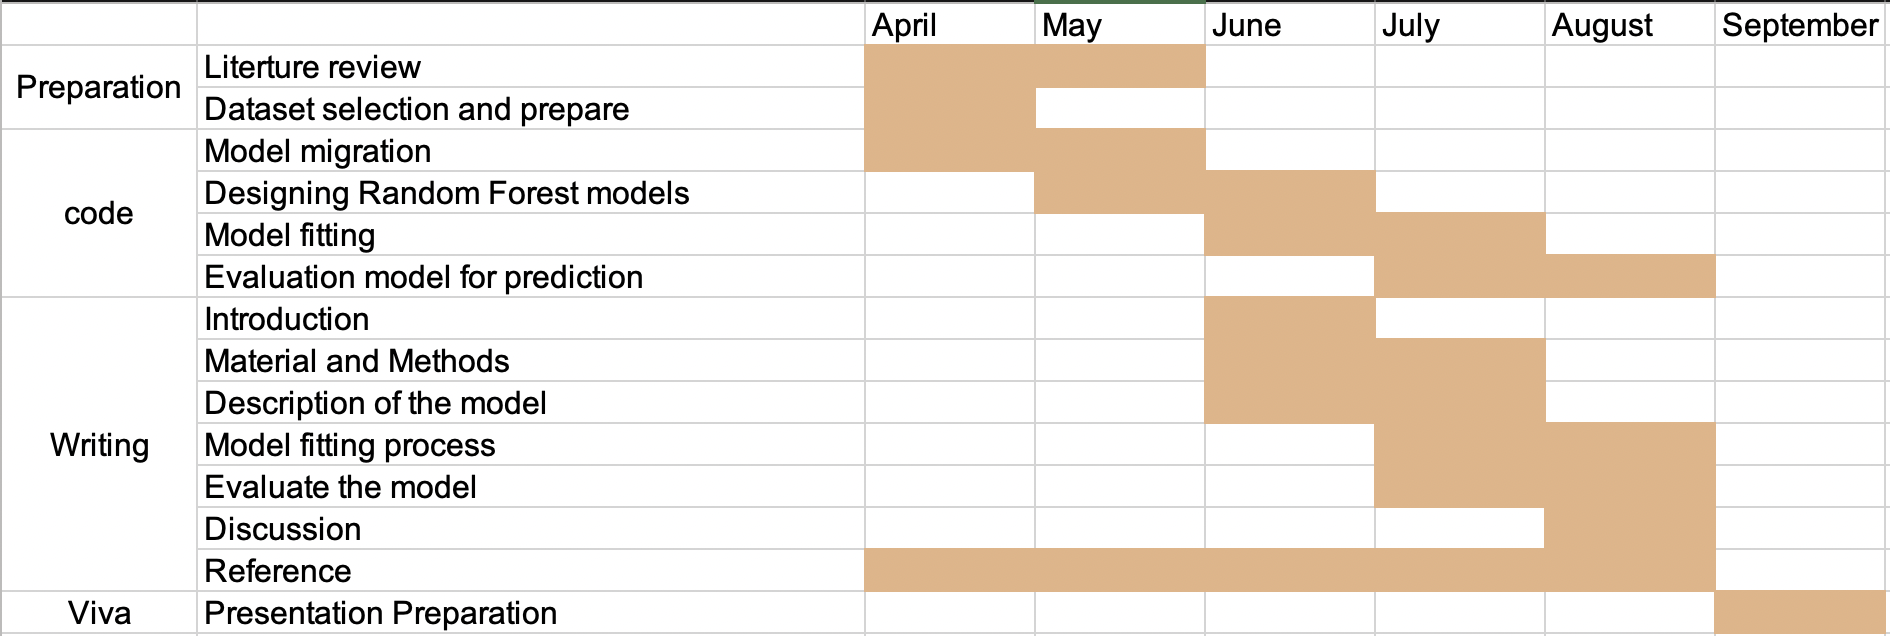 April May June July August September
Preparation
Literture review
Dataset selection and prepare
code
Model migration
Designing Random Forest models
Model fitting
Evaluation model for prediction
Writing
Introduction
Material and Methods
Description of the model
Model fitting process
Evaluate the model
Discussion
Reference
Viva
Presentation Preparation